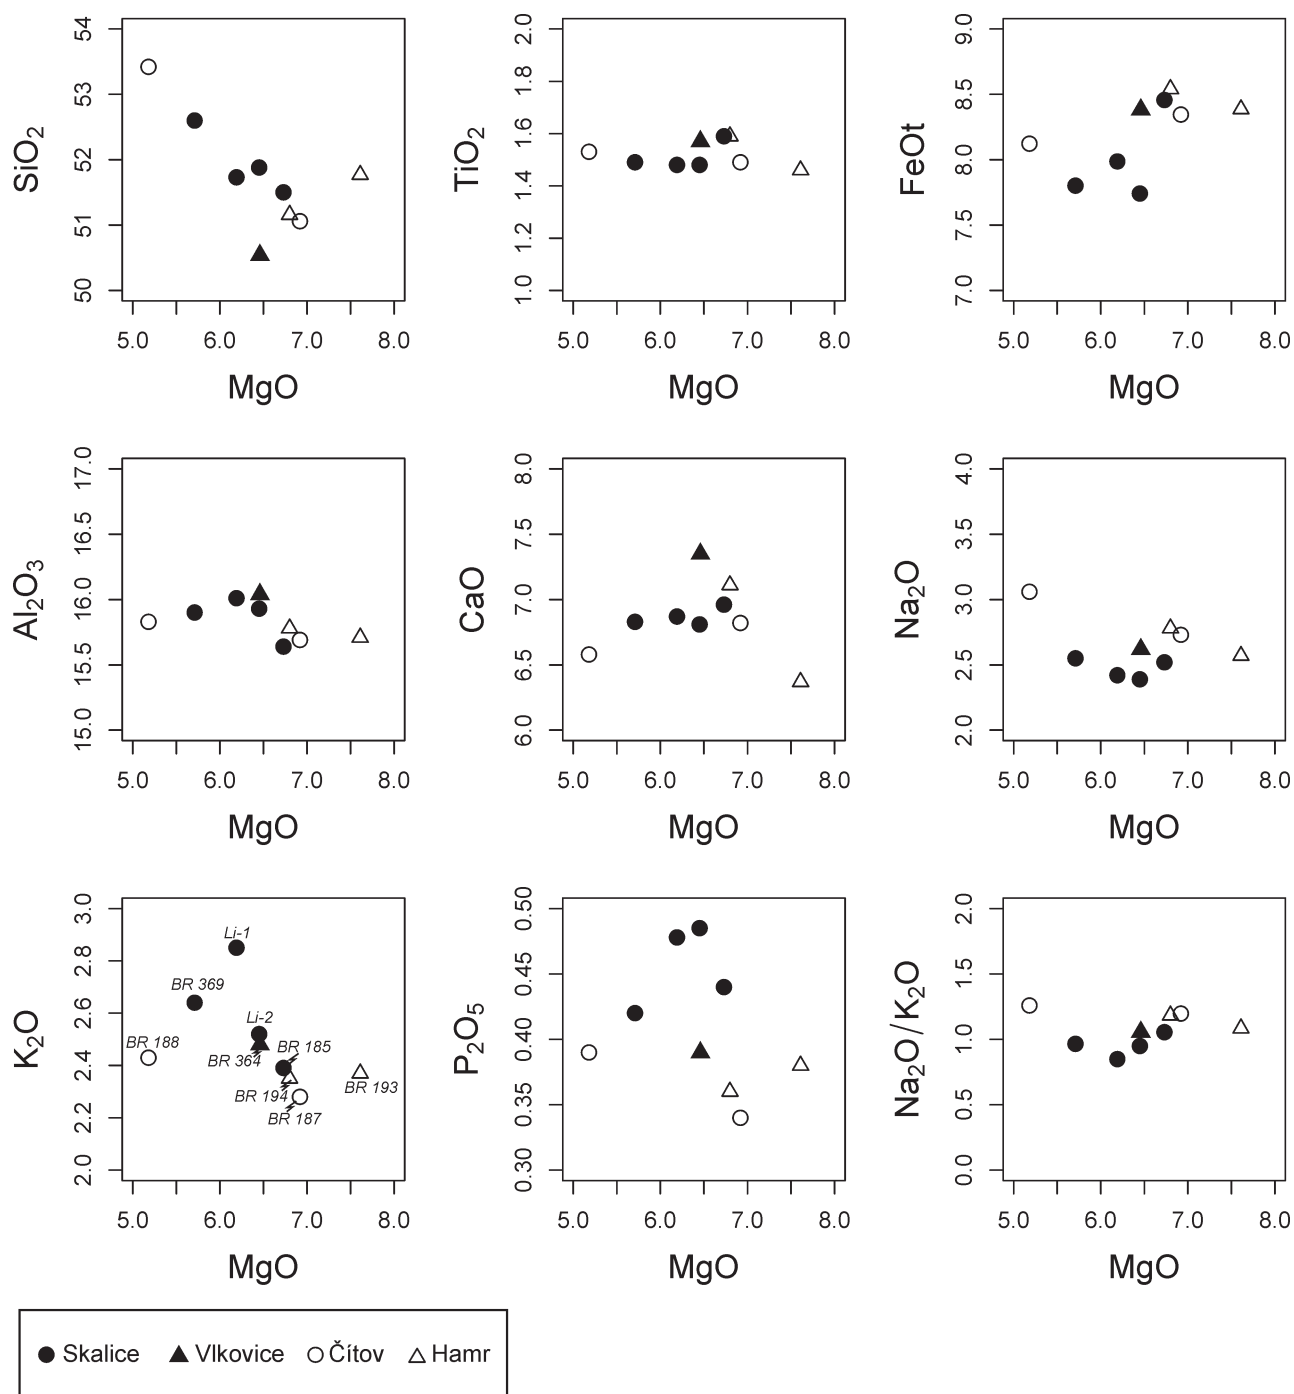 SiO2
54
53
52
51
50
5.0 6.0 7.0 8.0
MgO
TiO2
2.0
1.8
1.6
1.4
1.2
1.0
5.0 6.0 7.0 8.0
MgO
FeOt
9.0
8.5
8.0
7.5
7.0
5.0 6.0 7.0 8.0
MgO
Al2O3
17.0
16.5
16.0
15.5
15.0
5.0 6.0 7.0 8.0
MgO
CaO
8.0
7.5
7.0
6.5
6.0
5.0 6.0 7.0 8.0
MgO
Na2O
4.0
3.5
3.0
2.5
2.0
5.0 6.0 7.0 8.0
MgO
K2O
3.0
2.8
2.6
2.4
2.2
2.0
Li-1
BR 369
Li-2
BR 188
BR 185
BR 364
BR 193
BR 194
BR 187
5.0 6.0 7.0 8.0
MgO
P2O5
0.50
0.45
0.40
0.35
0.30
5.0 6.0 7.0 8.0
MgO
Na2O/K2O
2.0
1.5
1.0
0.5
0.0
5.0 6.0 7.0 8.0
MgO
Skalice Vlkovice Čítov Hamr